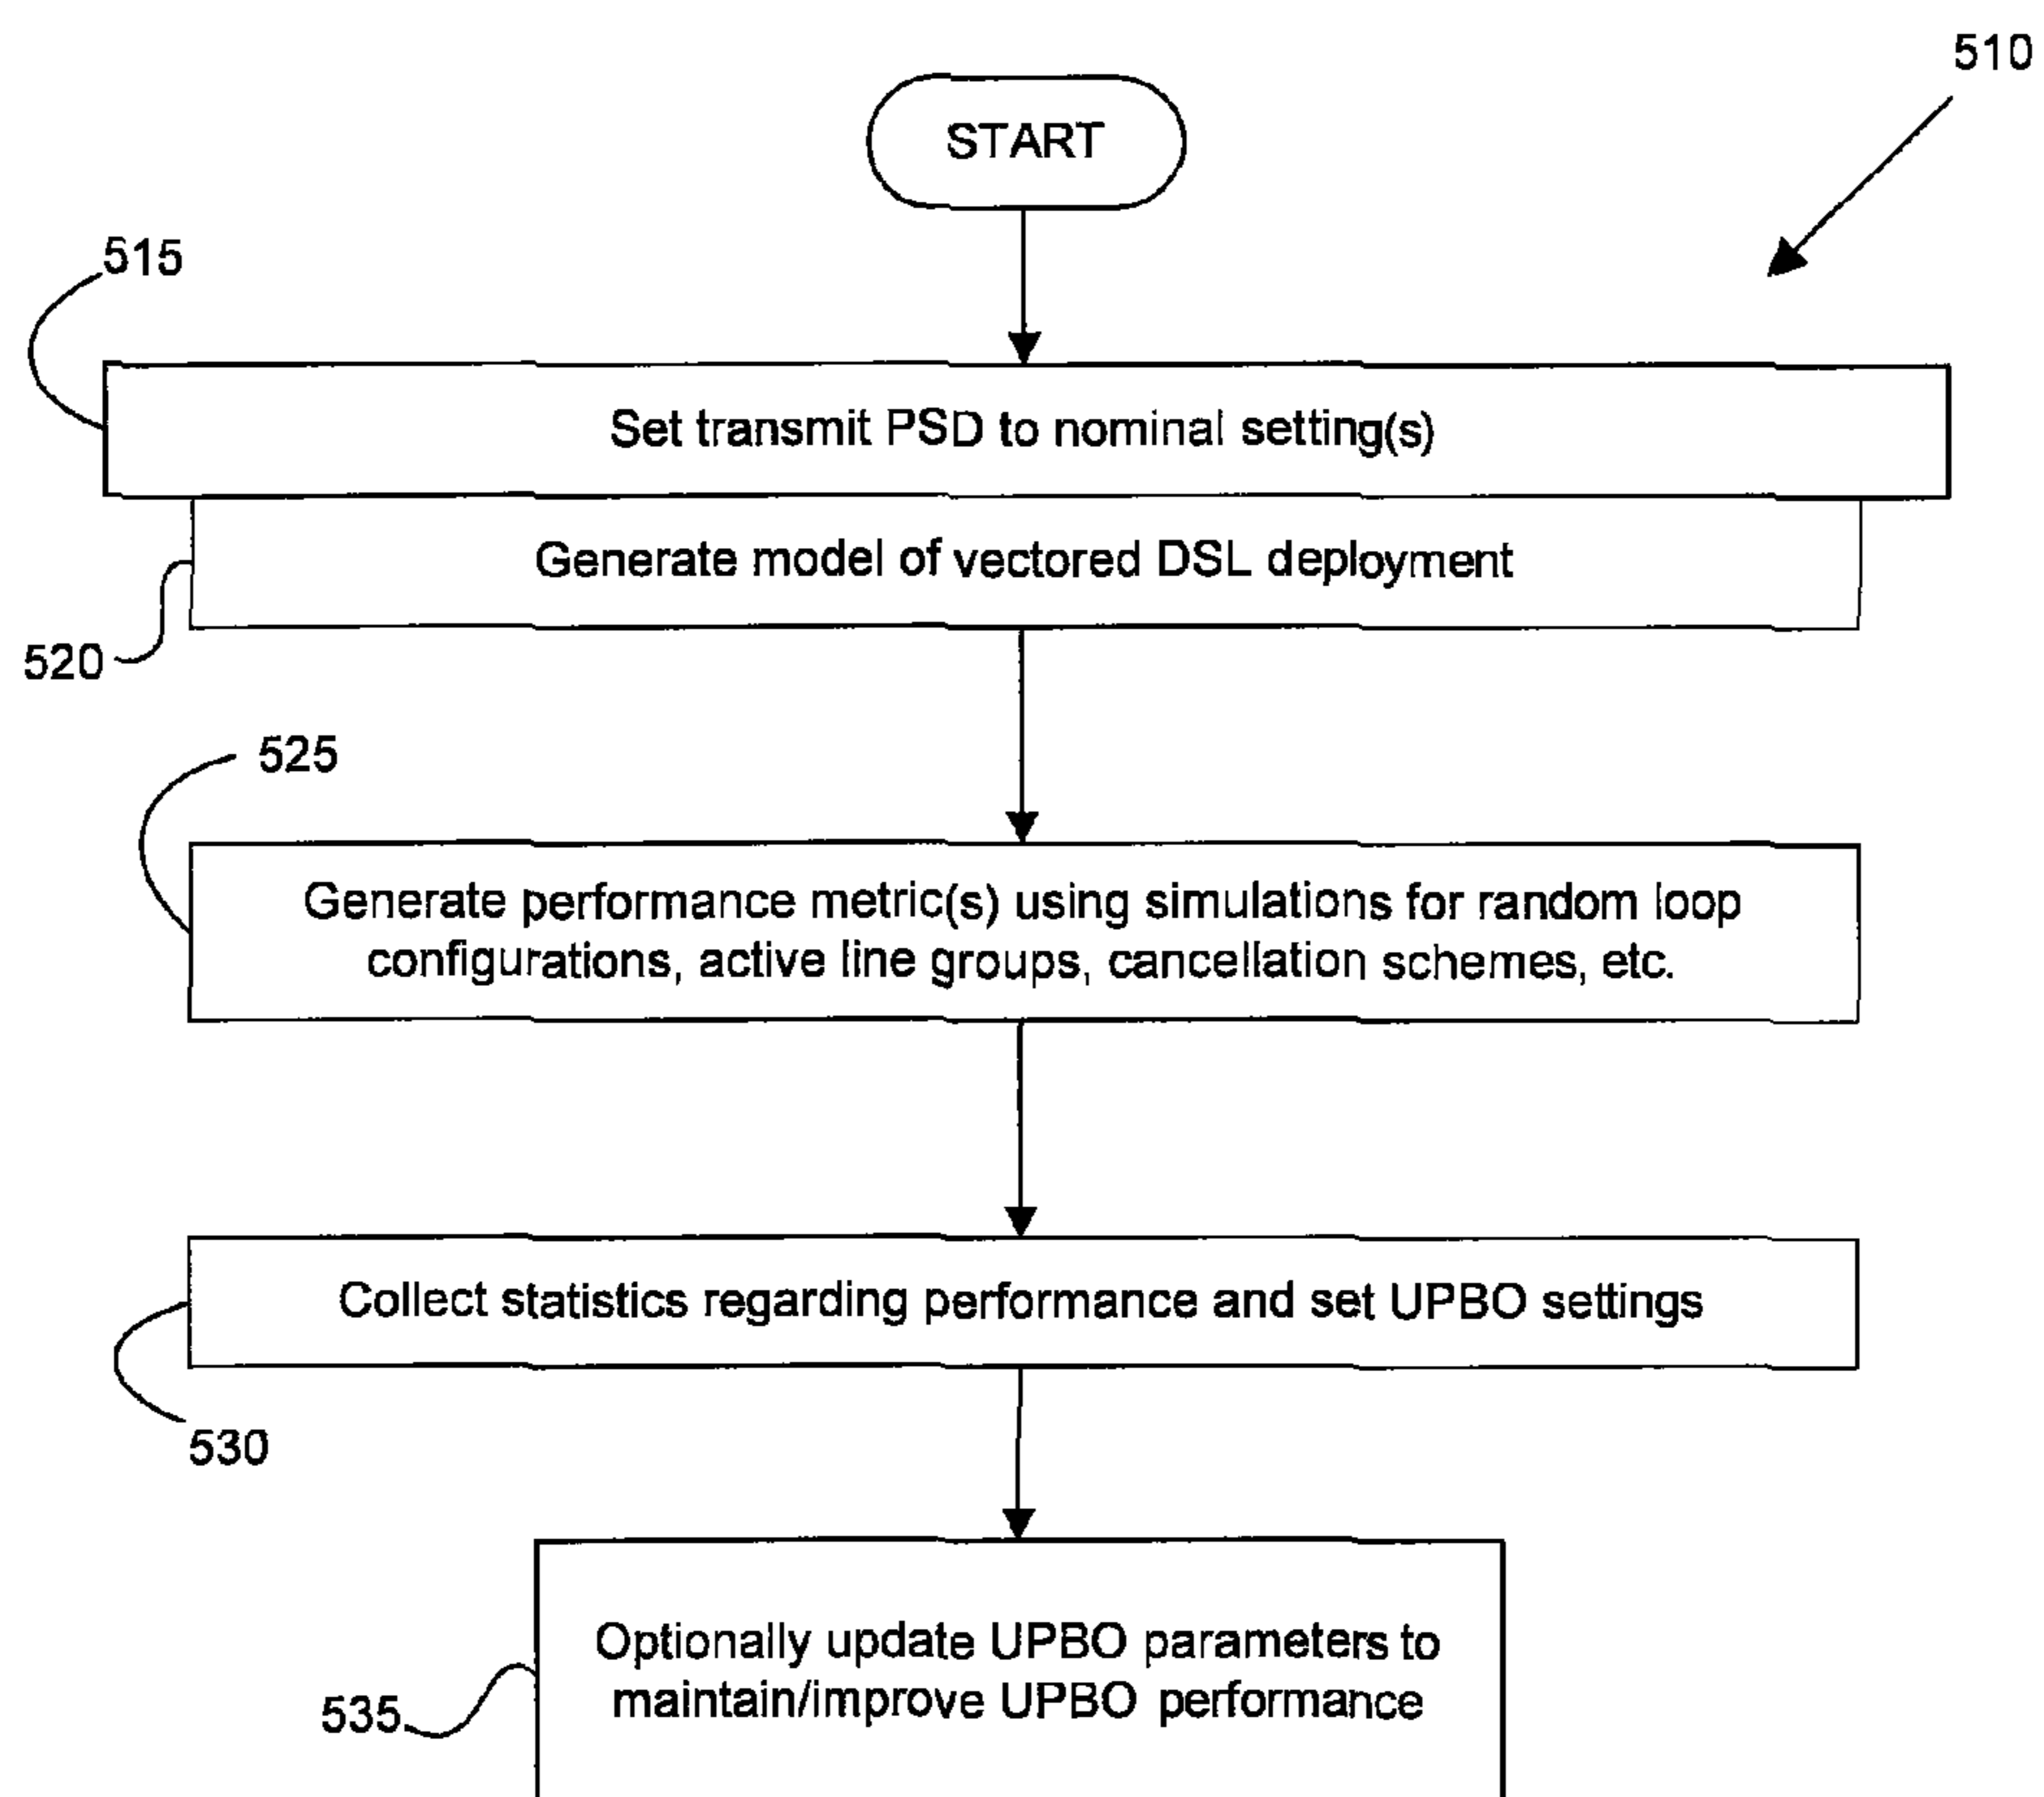 510
START
515
Set transmit PSD to nominal setting(s)
Generate model of vectored DSL deployment
520
525
Generate performance metric(s) using simulations for random loop
configurations, active line groups, cancellation schemes, etc.
Collect statistics regarding performance and set UPBO settings
530
Optionally update UPBO parameters to
maintain/improve UPBO performance
535